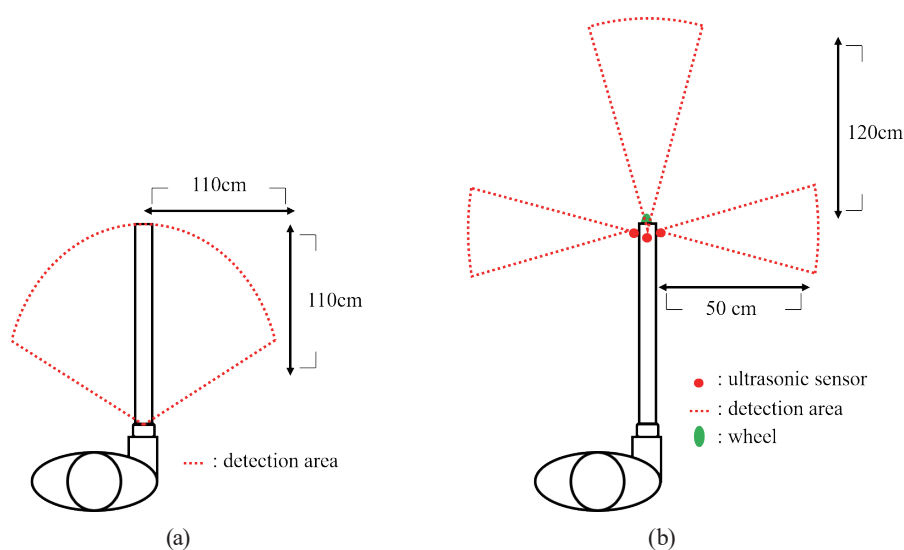 110cm
110cm
: detection area
(a)
120cm
50 cm
: ultrasonic sensor
: detection area
: wheel
(b)